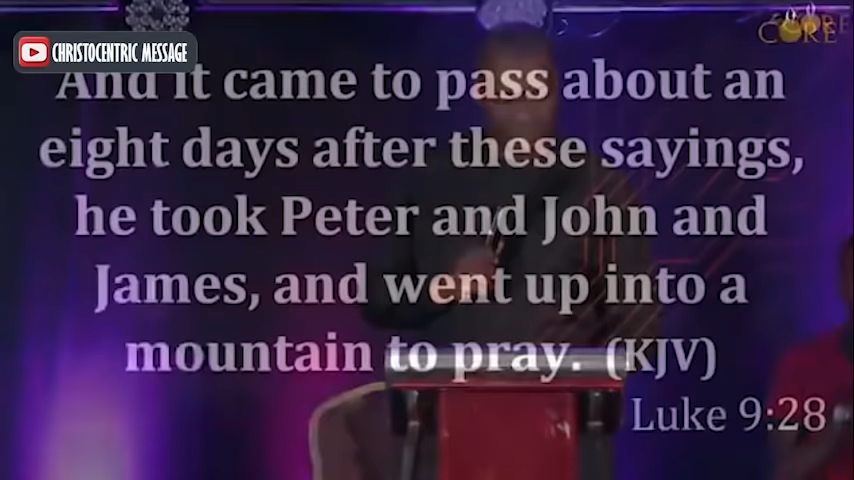 CHRISTOCENTRIC MESSAGE
CORE
And it came to pass about an
eight days after these sayings,
he took Peter and John and
James, and went up into a
mountain to pray. (KJV)
Luke 9:28